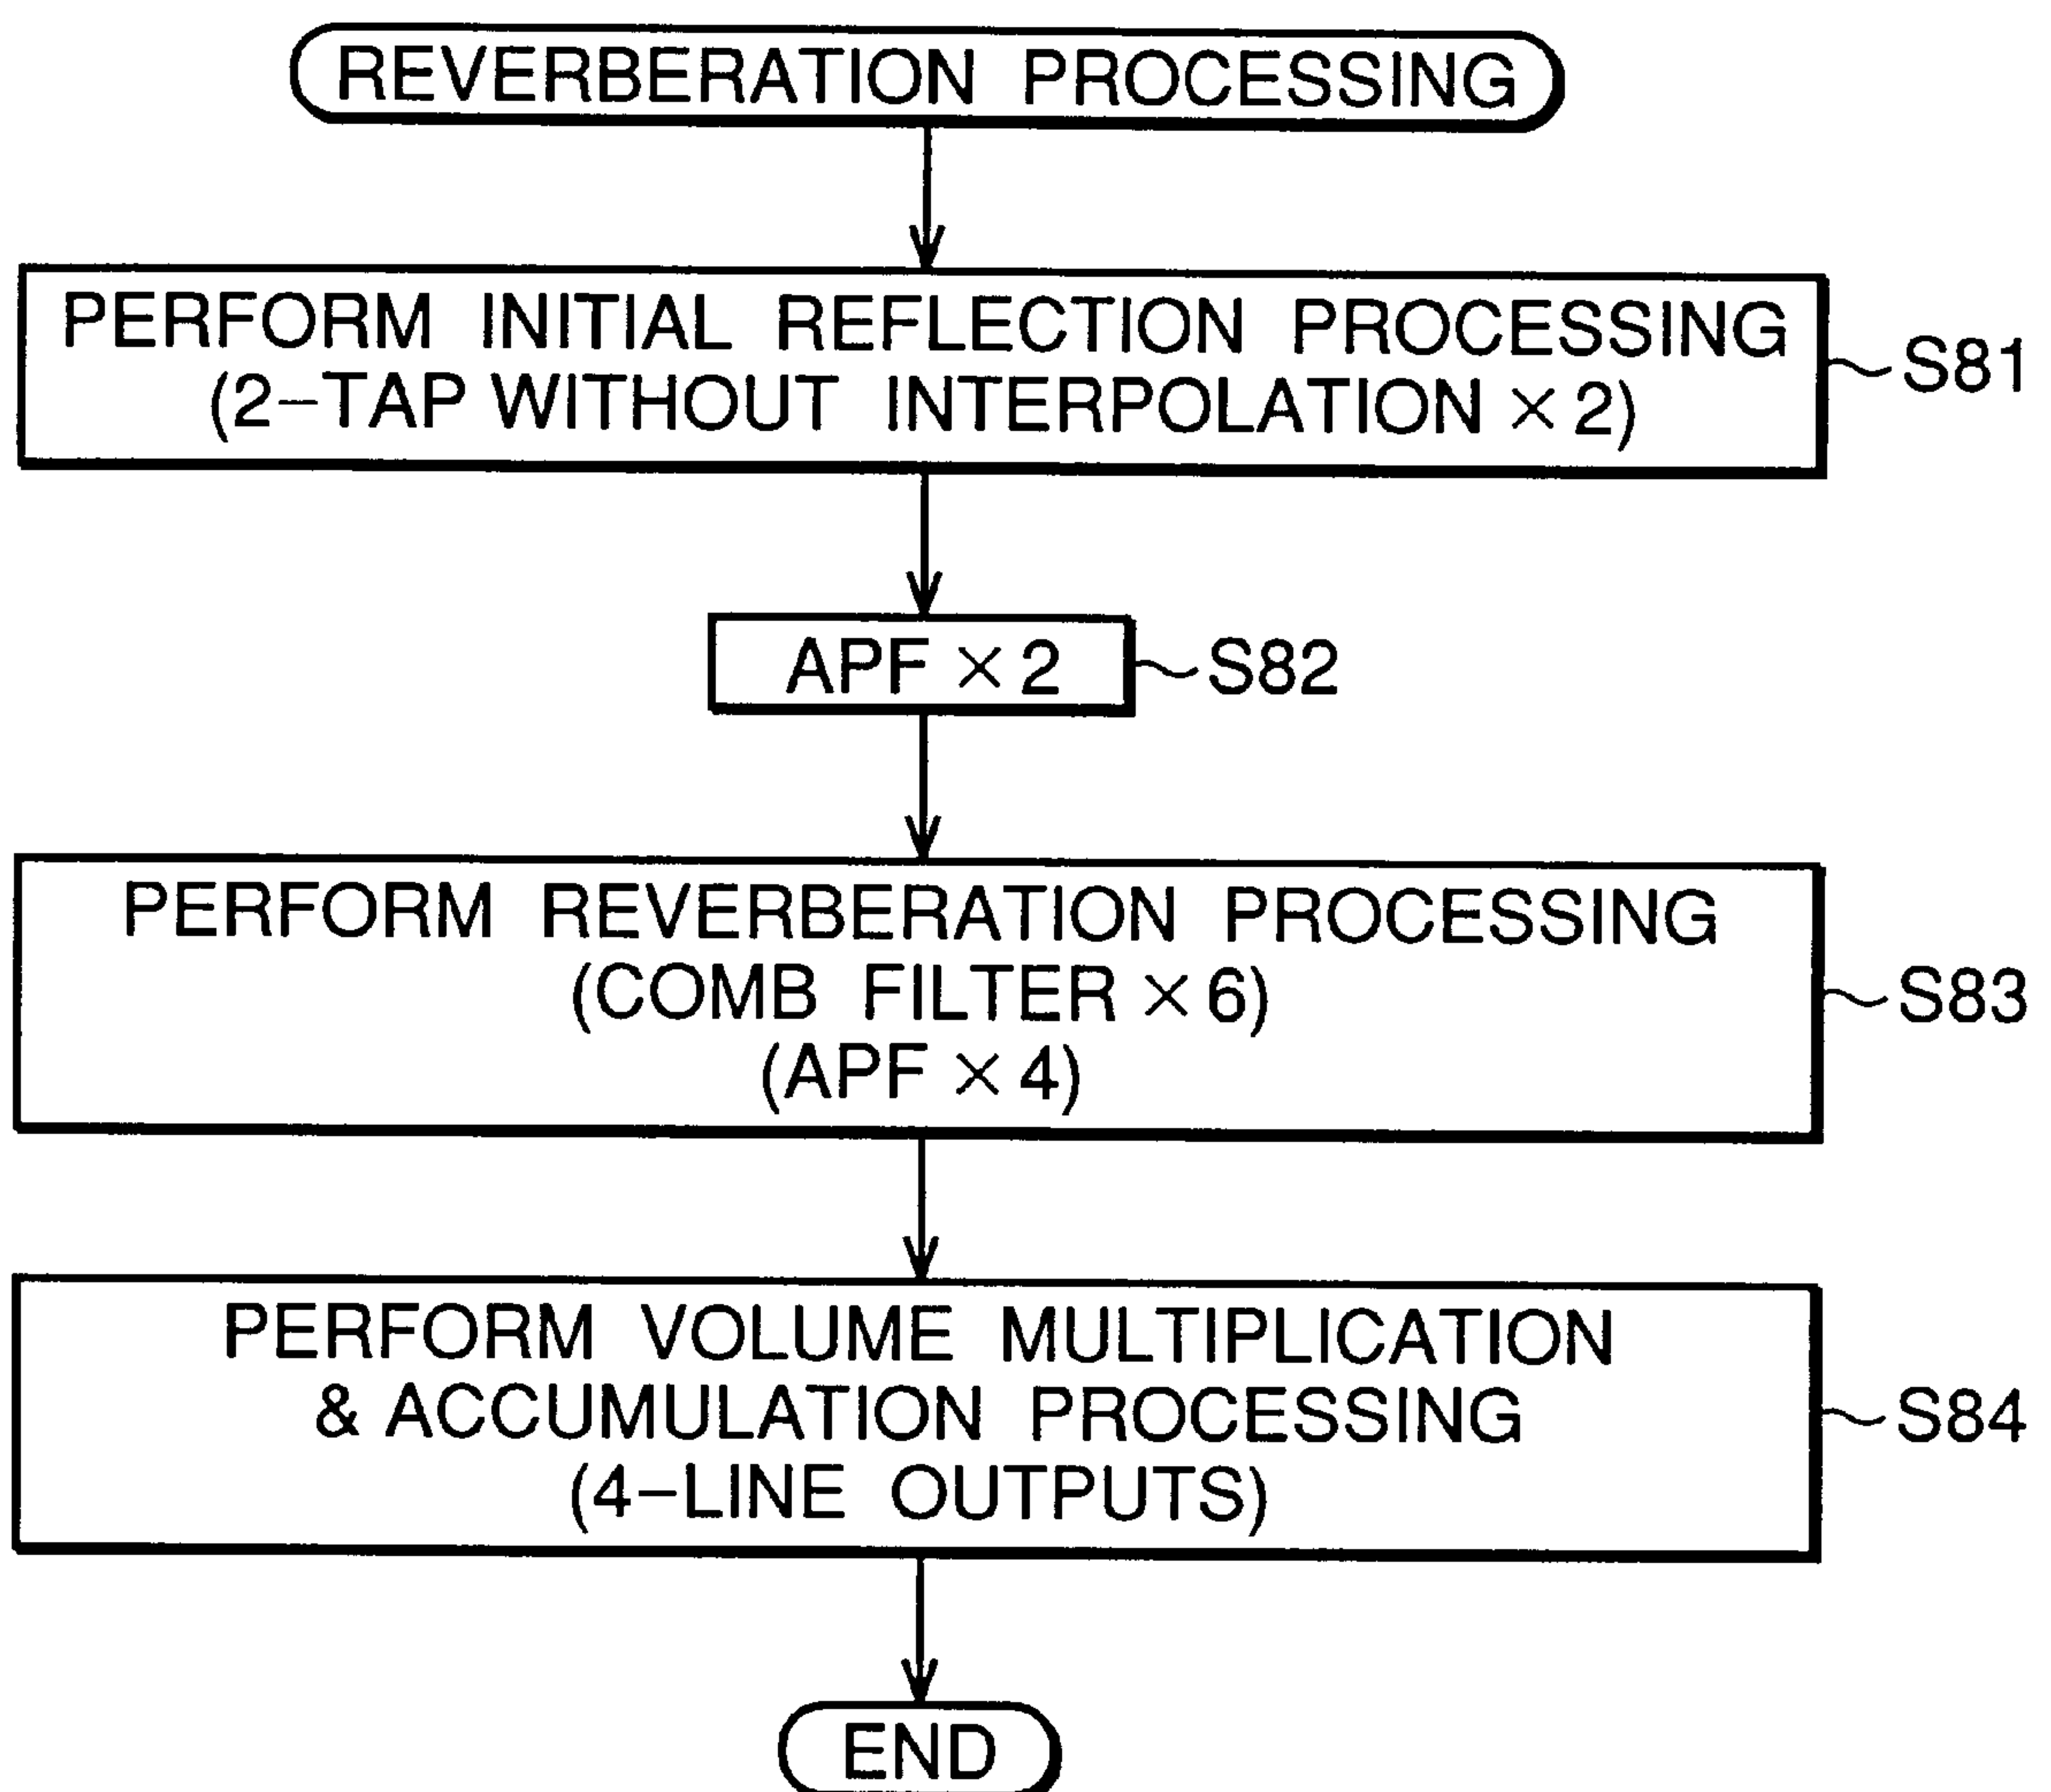 REVERBERATION PROCESSING
PERFORM INITIAL REFLECTION PROCESSING
(2-TAP WITHOUT INTERPOLATION × 2)
S81
APF × 2
S82
PERFORM REVERBERATION PROCESSING
(COMB FILTER × 6)
(APF × 4)
S83
PERFORM VOLUME MULTIPLICATION
& ACCUMULATION PROCESSING
(4-LINE OUTPUTS)
S84
END